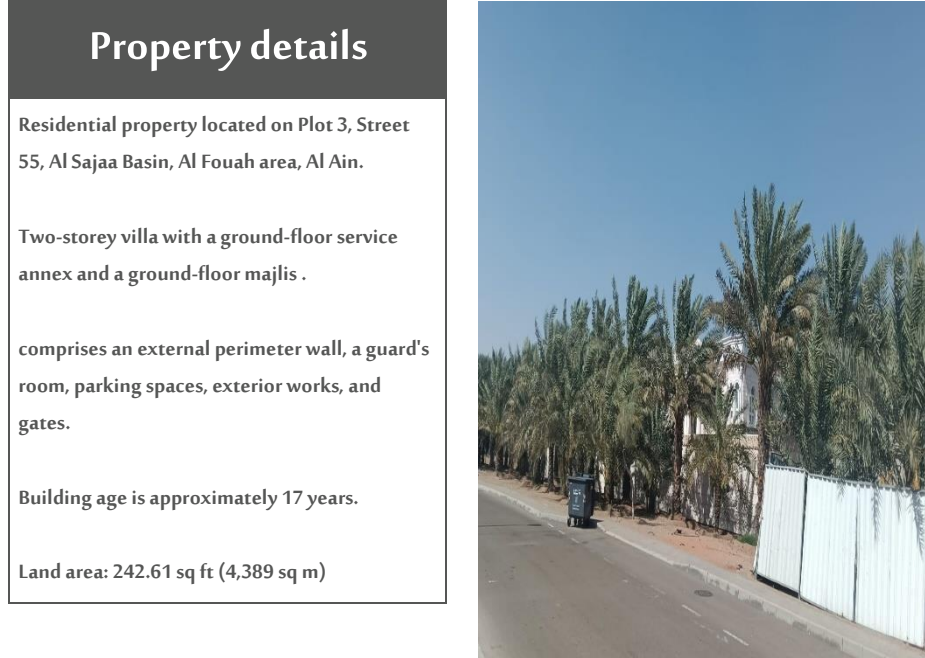 Property details
Residential property located on Plot 3, Street
55, Al Sajaa Basin, Al Fouah area, Al Ain.
Two-storey villa with a ground-floor service
annex and a ground-floor majlis .
comprises an external perimeter wall, a guard's
room, parking spaces, exterior works, and
gates.
Building age is approximately 17 years.
Land area: 242.61 sq ft (4,389 sq m)